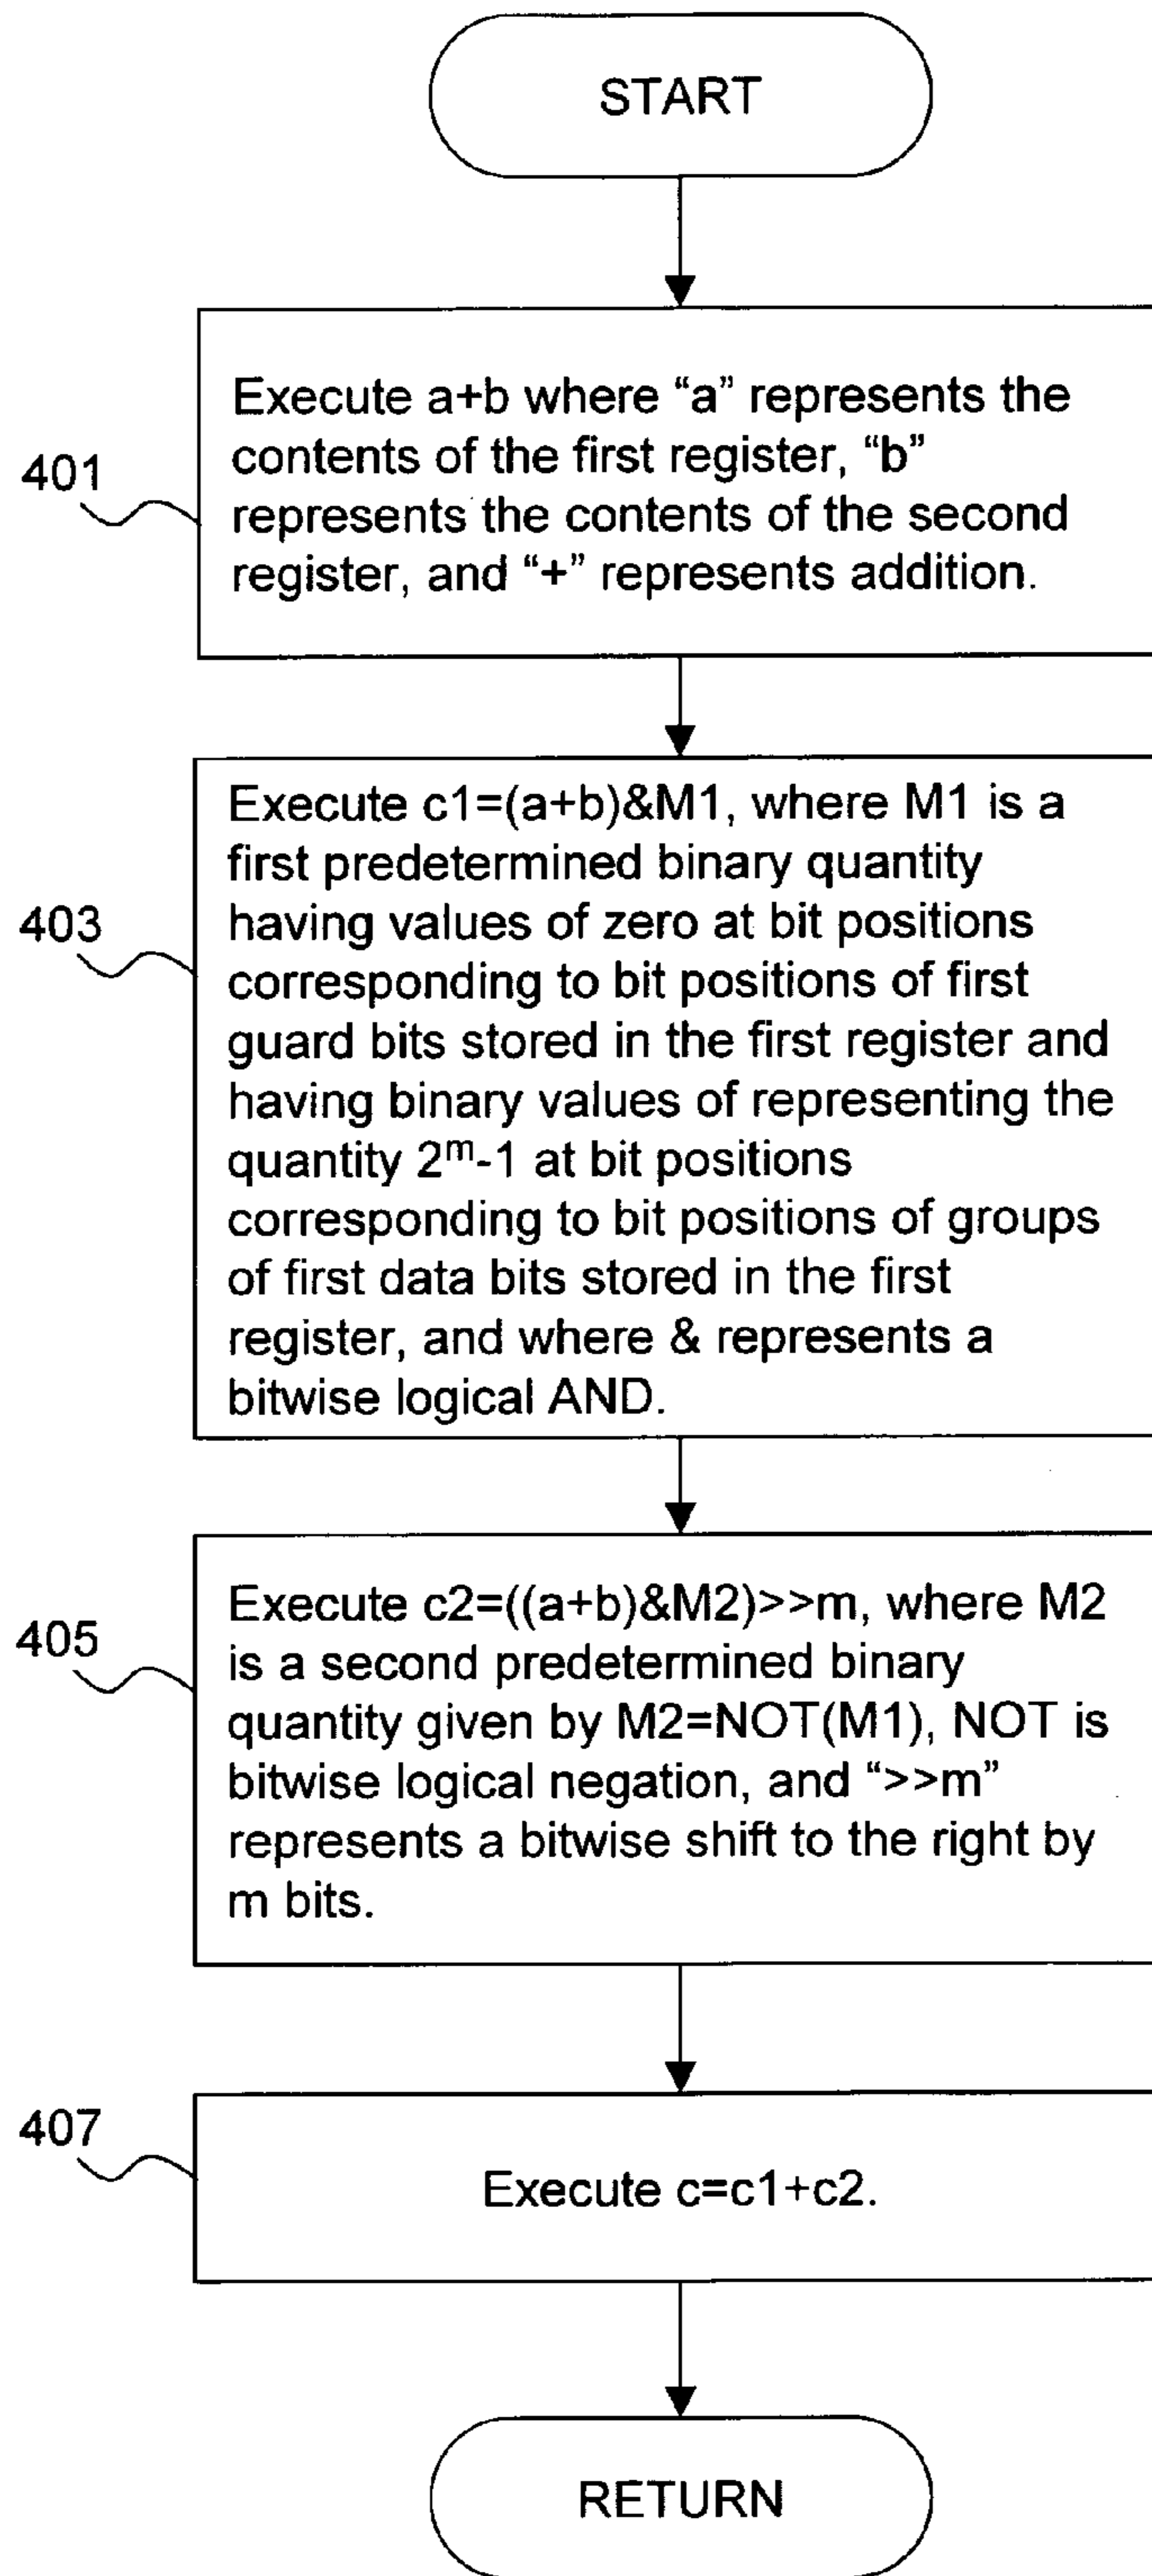 START
401
Execute a+b where “a” represents the
contents of the first register, “b”
represents the contents of the second
register, and “+” represents addition.
403
Execute c1=(a+b)&M1, where M1 is a
first predetermined binary quantity
having values of zero at bit positions
corresponding to bit positions of first
guard bits stored in the first register and
having binary values of representing the
quantity 2ᵐ-1 at bit positions
corresponding to bit positions of groups
of first data bits stored in the first
register, and where & represents a
bitwise logical AND.
405
Execute c2=((a+b)&M2)>>m, where M2
is a second predetermined binary
quantity given by M2=NOT(M1), NOT is
bitwise logical negation, and “>>m”
represents a bitwise shift to the right by
m bits.
407
Execute c=c1+c2.
RETURN